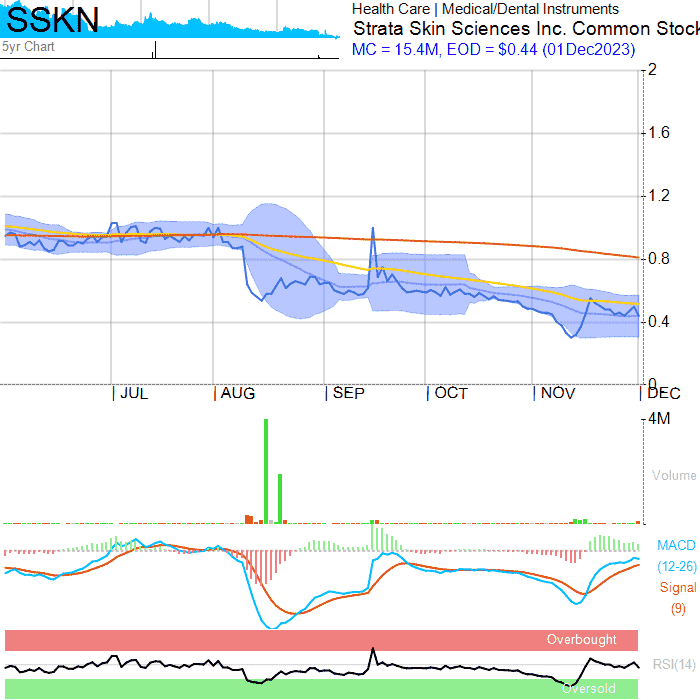 SSKN
5yr Chart
Health Care | Medical/Dental Instruments
Strata Skin Sciences Inc. Common Stock
MC = 15.4M, EOD = $0.44 (01Dec2023)
2
1.6
1.2
0.8
0.4
0
JUL AUG SEP OCT NOV DEC
4M
Volume
MACD
(12-26)
Signal
(9)
Overbought
RSI(14)
Oversold